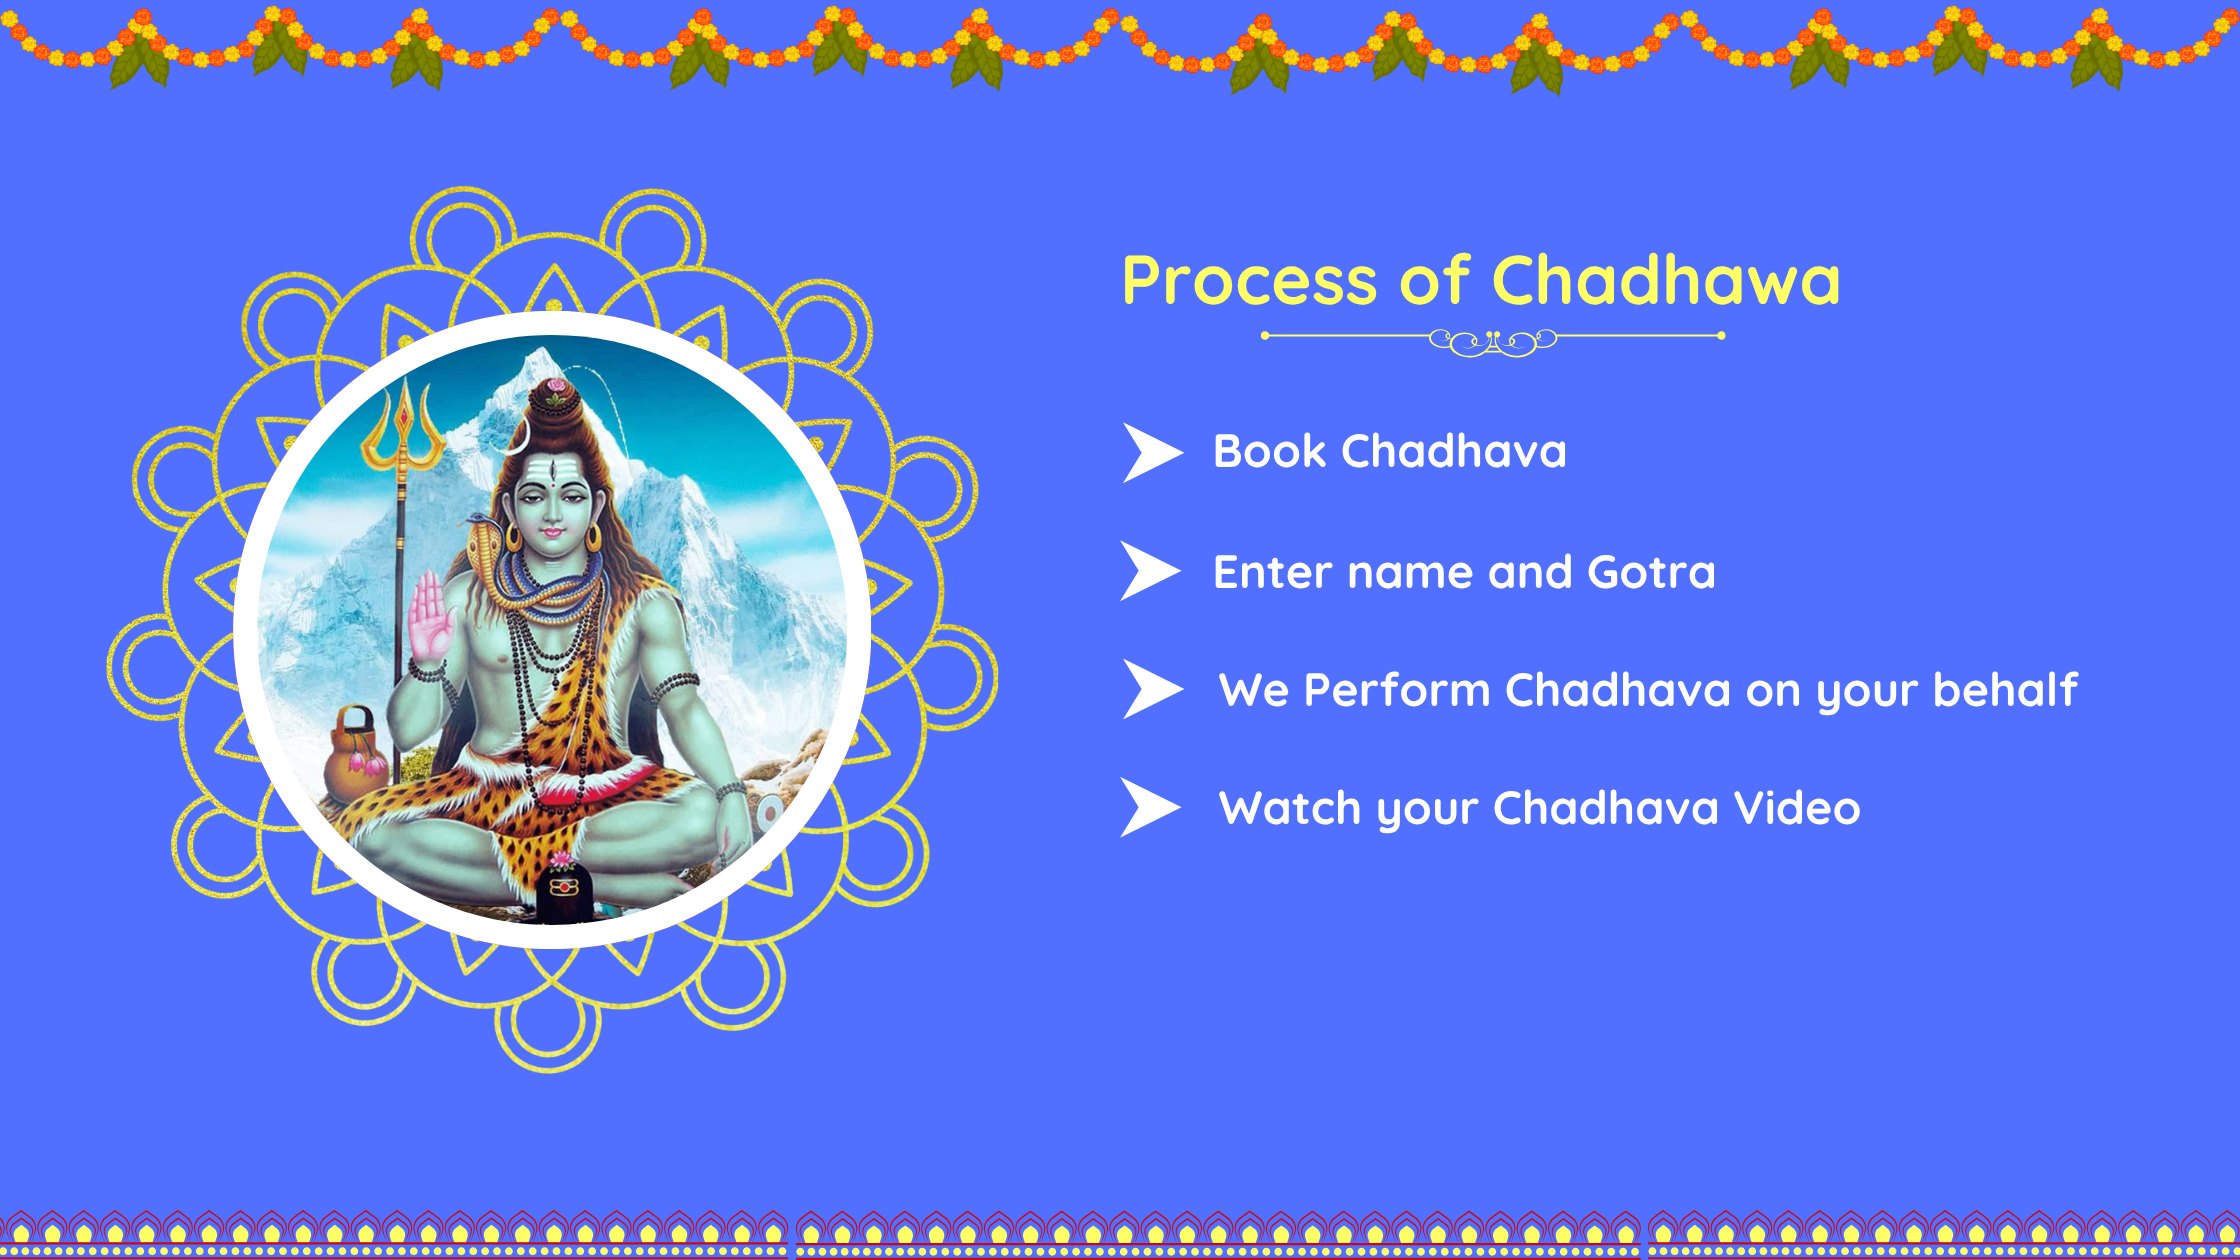 Process of Chadhawa
Book Chadhava
Enter name and Gotra
We Perform Chadhava on your behalf
Watch your Chadhava Video